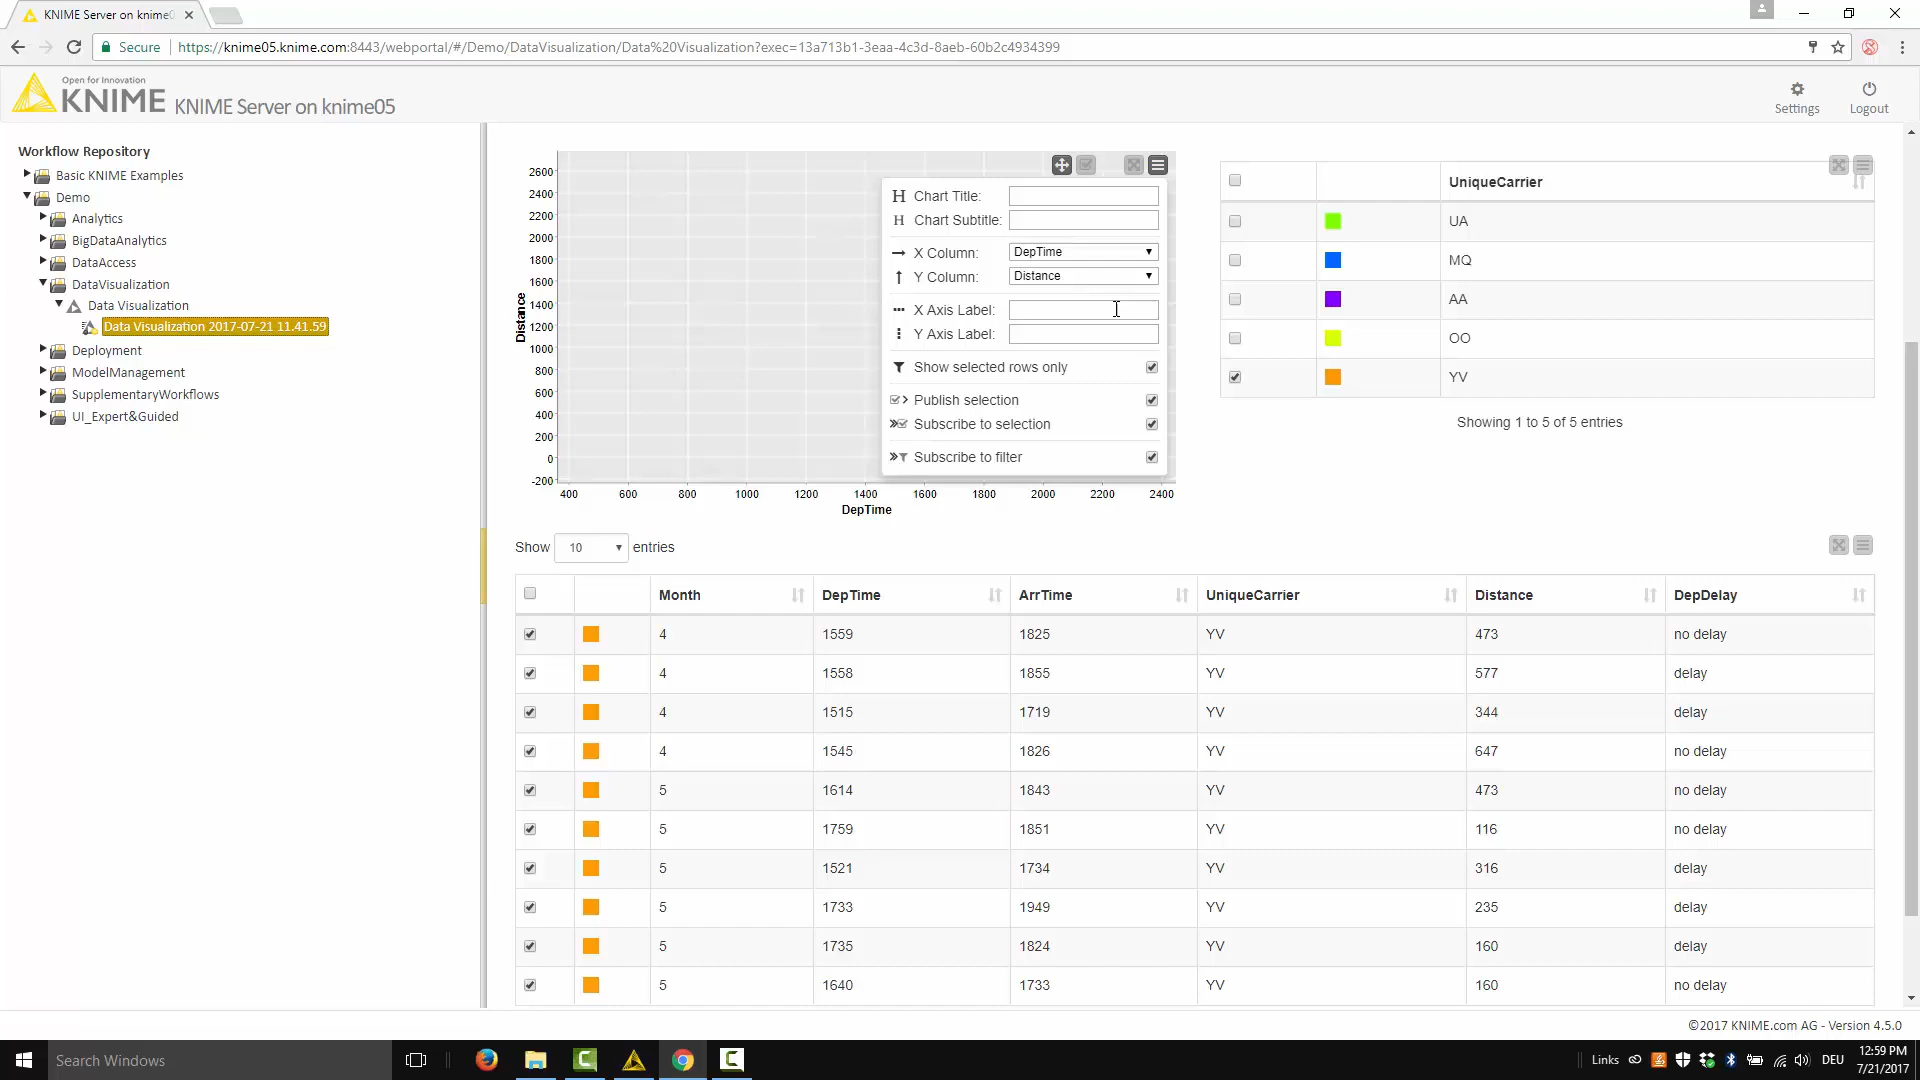 KNIME Server on knime0
Secure
https://knime05.knime.com:8443/webportal/#/Demo/DataVisualization/Data%20Visualization?exec=13a713b1-3eaa-4c3d-8aeb-60b2c4934399
Open for Innovation
KNIME
KNIME Server on knime05
Settings
Logout
Workflow Repository
Basic KNIME Examples
Demo
Analytics
BigDataAnalytics
DataAccess
DataVisualization
Data Visualization
Data Visualization 2017-07-21 11.41.59
Deployment
ModelManagement
SupplementaryWorkflows
UI_Expert&Guided
2600
2400
2200
2000
1800
1600
1400
1200
1000
800
600
400
200
0
-200
Distance
400 600 800 1000 1200 1400 1600 1800 2000 2200 2400
DepTime
H Chart Title:
H Chart Subtitle:
X Column: DepTime
Y Column: Distance
X Axis Label:
Y Axis Label:
Show selected rows only
Publish selection
Subscribe to selection
Subscribe to filter
UniqueCarrier
UA
MQ
AA
OO
YV
Showing 1 to 5 of 5 entries
Show 10 entries
Month DepTime ArrTime UniqueCarrier Distance DepDelay
4 1559 1825 YV 473 no delay
4 1558 1855 YV 577 delay
4 1515 1719 YV 344 delay
4 1545 1826 YV 647 no delay
5 1614 1843 YV 473 no delay
5 1759 1851 YV 116 no delay
5 1521 1734 YV 316 delay
5 1733 1949 YV 235 delay
5 1735 1824 YV 160 delay
5 1640 1733 YV 160 no delay
©2017 KNIME.com AG - Version 4.5.0
Search Windows
Links
DEU
12:59 PM
7/21/2017